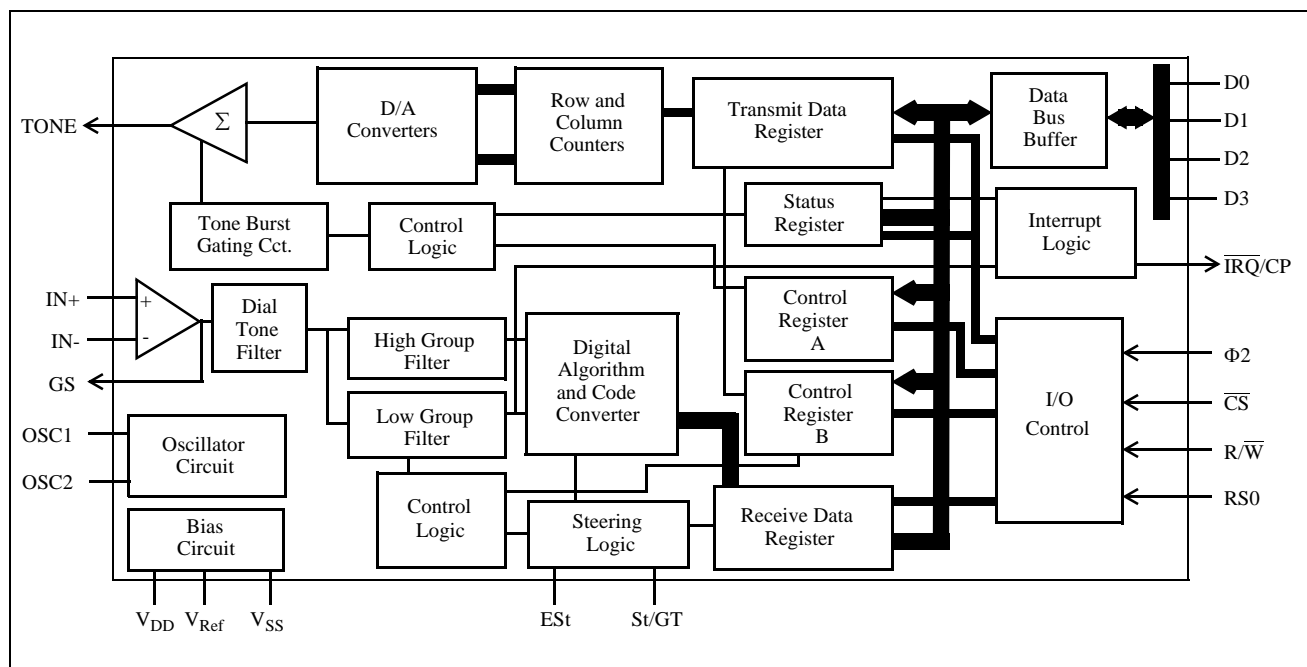 TONE
Σ
D/A
Converters
Row and
Column
Counters
Transmit Data
Register
Data
Bus
Buffer
D0
D1
D2
D3
Tone Burst
Gating Cct.
Control
Logic
Status
Register
Interrupt
Logic
I̅R̅Q̅/CP
IN+
IN-
GS
+
-
Dial
Tone
Filter
High Group
Filter
Low Group
Filter
Digital
Algorithm
and Code
Converter
Control
Register
A
Control
Register
B
I/O
Control
Φ2
C̅S̅
R/W̅
RS0
OSC1
OSC2
Oscillator
Circuit
Bias
Circuit
Control
Logic
Steering
Logic
Receive Data
Register
VDD
VRef
VSS
ESt
St/GT